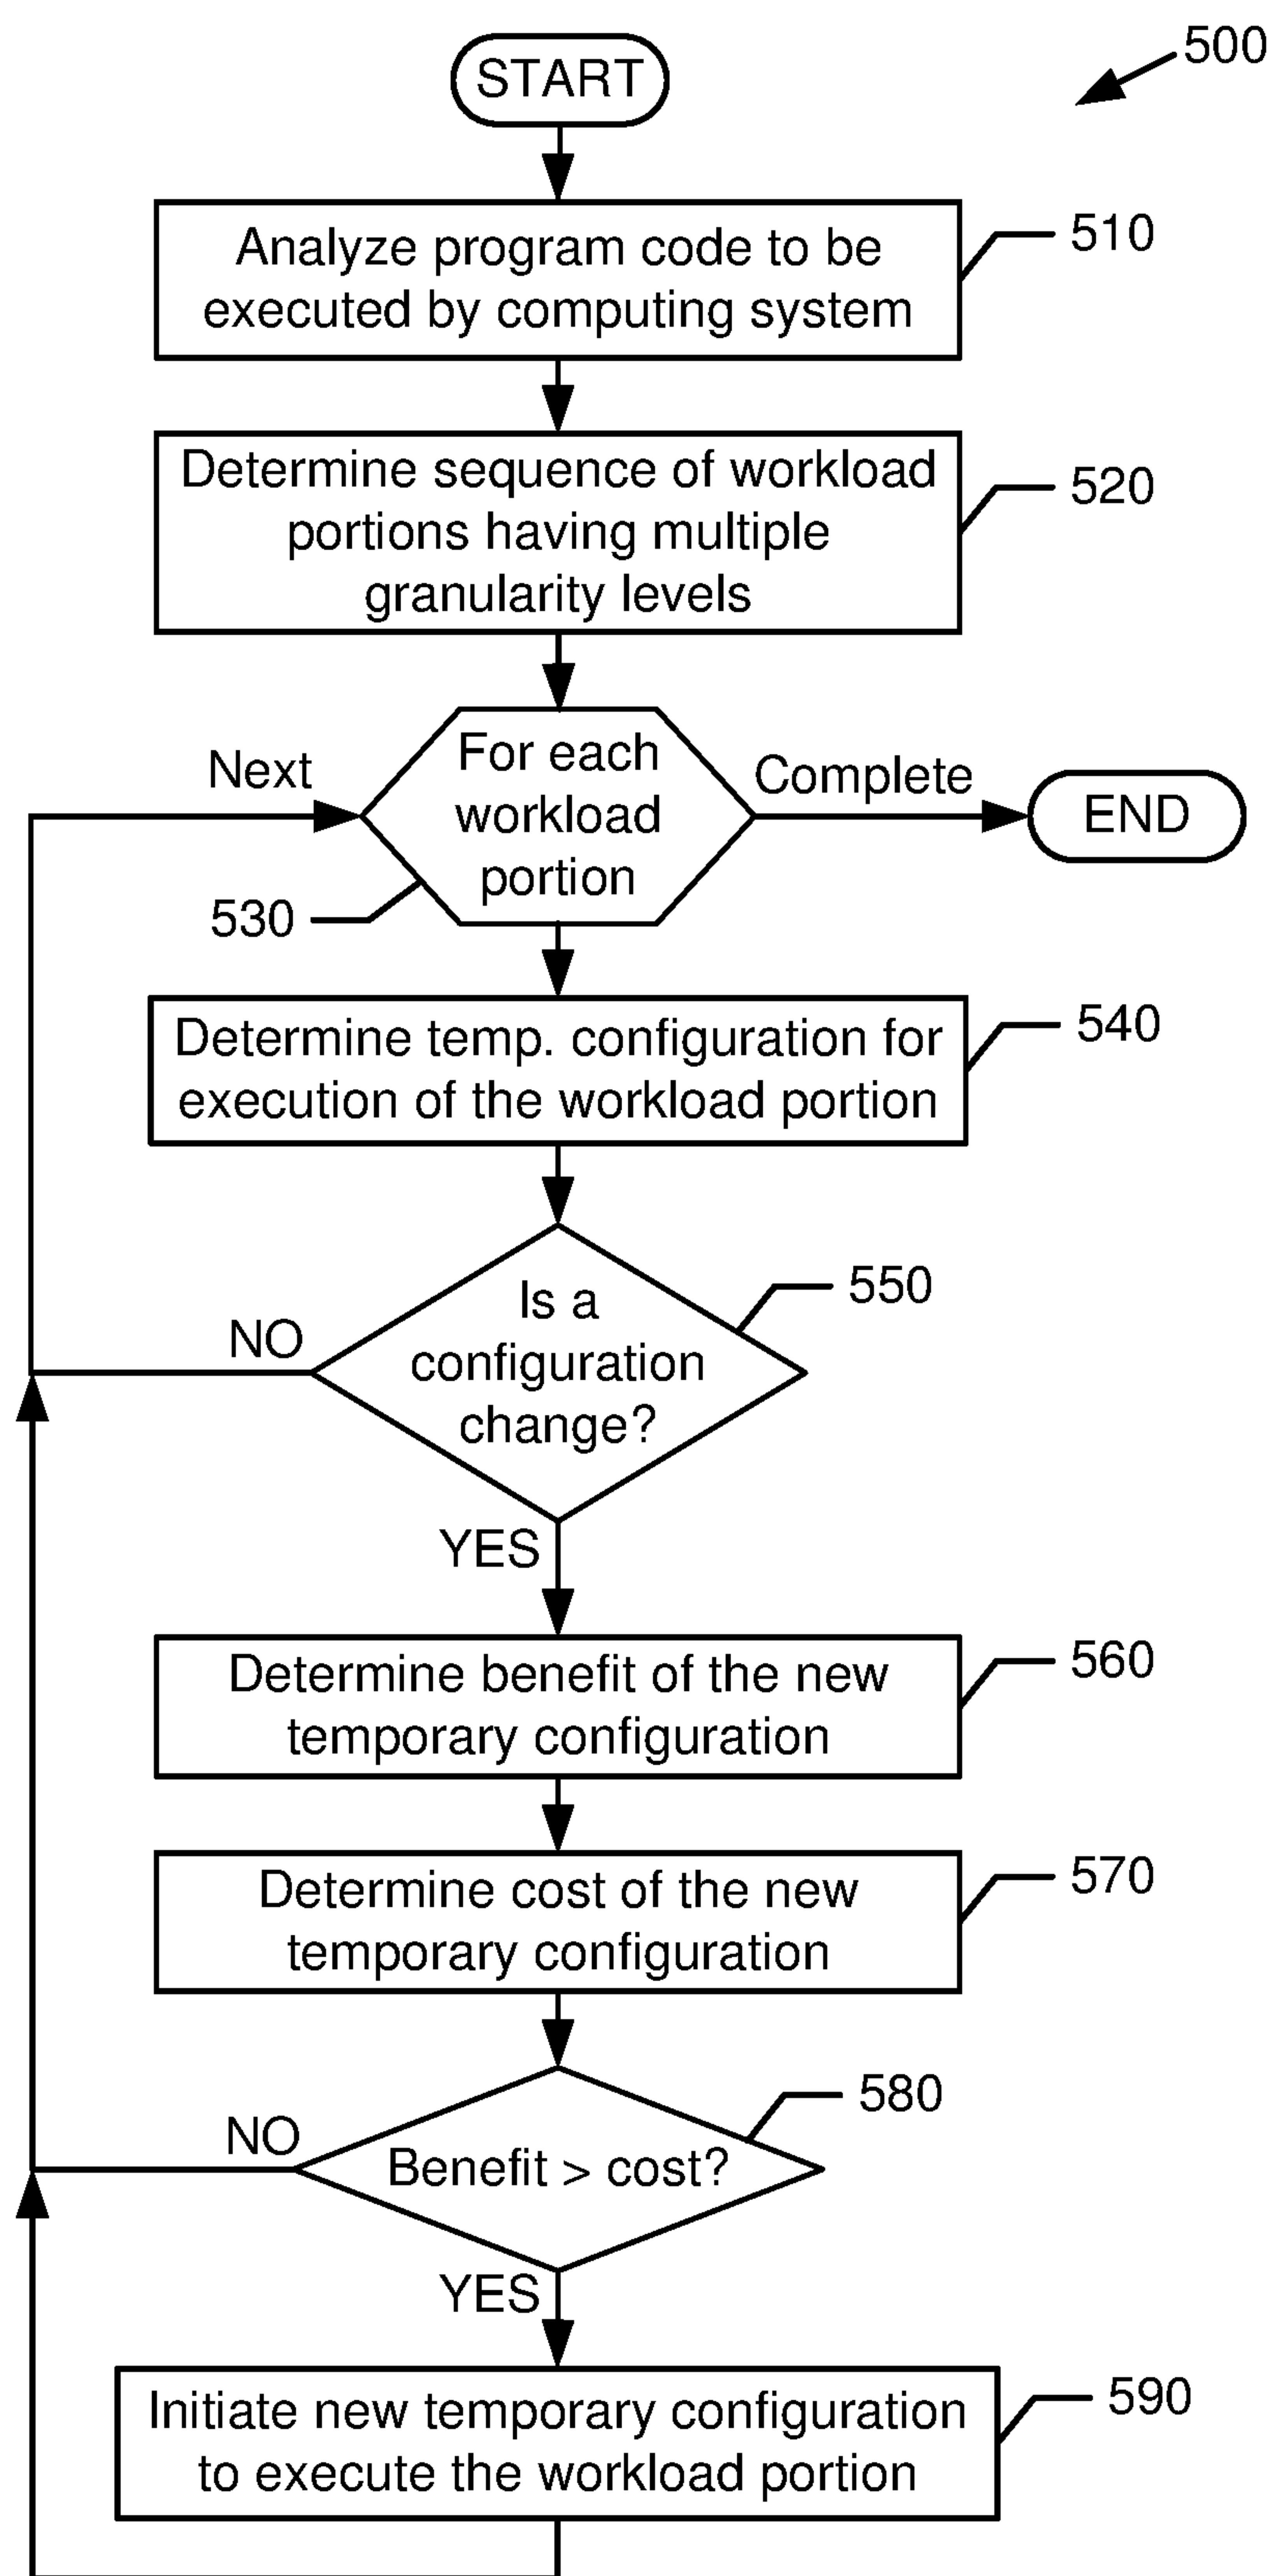 START
500
Analyze program code to be
executed by computing system
510
Determine sequence of workload
portions having multiple
granularity levels
520
Next
For each
workload
portion
Complete
END
530
Determine temp. configuration for
execution of the workload portion
540
Is a
configuration
change?
550
NO
YES
Determine benefit of the new
temporary configuration
560
Determine cost of the new
temporary configuration
570
Benefit > cost?
580
NO
YES
Initiate new temporary configuration
to execute the workload portion
590